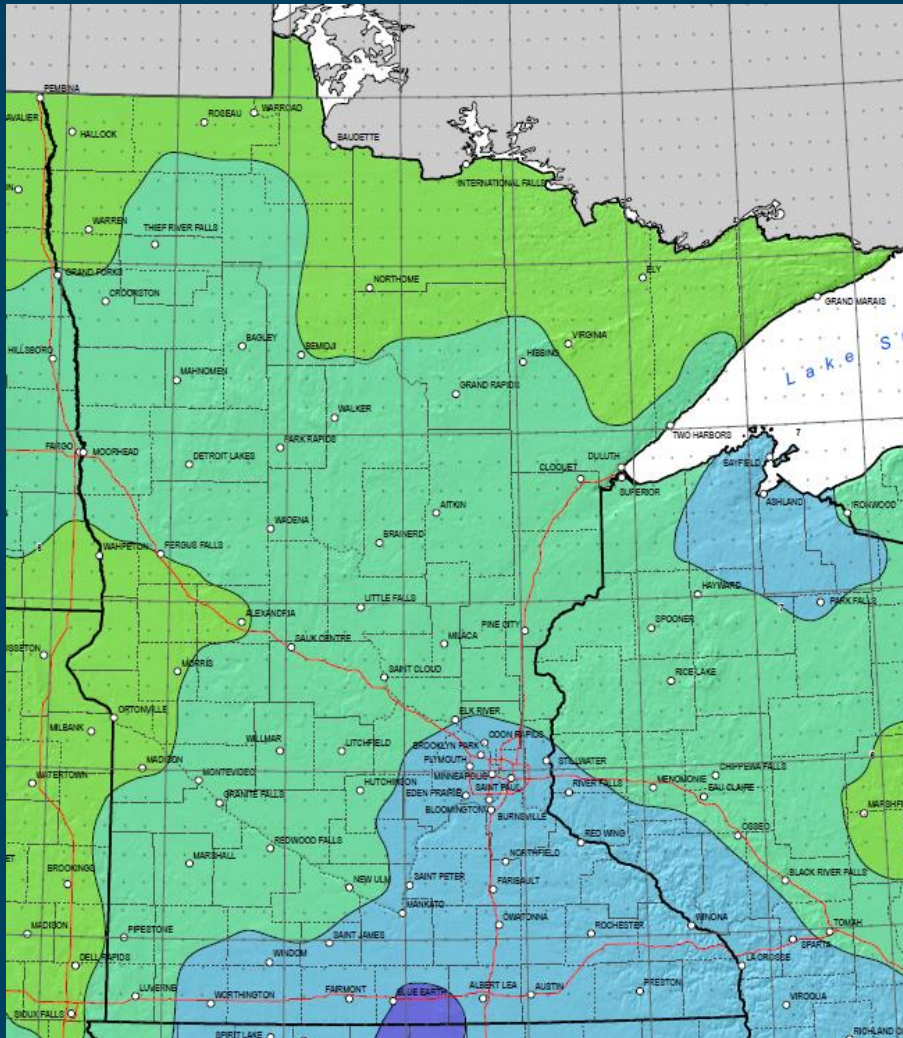 PEMBINA
WARROAD
ROSEAU
HALLOCK
BAUDETTE
INTERNATIONAL FALLS
WARREN
THIEF RIVER FALLS
GRAND FORKS
NORTHOME
ELY
CROOKSTON
GRAND MARAIS
Lake S
VIRGINIA
HILLSBORO
BAGLEY
BEMIDJI
HIBBING
MAHNOMEN
GRAND RAPIDS
WALKER
TWO HARBORS
7
FARGO
MOORHEAD
PARK RAPIDS
DETROIT LAKES
CLOQUET
DULUTH
BAYFIELD
SUPERIOR
ASHLAND
IRONWOOD
AITKIN
WADENA
BRAINERD
6
WAHPETON
FERGUS FALLS
HAYWARD
7
PARK FALLS
LITTLE FALLS
ALEXANDRIA
SPOONER
PINE CITY
SAUK CENTRE
MILACA
ISSETON
MORRIS
SAINT CLOUD
RICE LAKE
ORTONVILLE
ELK RIVER
MILBANK
COON RAPIDS
WILLMAR
LITCHFIELD
BROOKLYN PARK
PLYMOUTH
STILLWATER
6
MADISON
MINNEAPOLIS
CHIPPEWA FALLS
WATERTOWN
MONTEVIDEO
HUTCHINSON
SAINT PAUL
RIVER FALLS
MENOMONIE
EDEN PRAIRIE
EAU CLAIRE
GRANITE FALLS
BLOOMINGTON
BURNSVILLE
MARSHFI
OSSEO
REDWOOD FALLS
RED WING
MARSHALL
NORTHFIELD
BROOKINGS
NEW ULM
SAINT PETER
FARIBAULT
BLACK RIVER FALLS
MANKATO
OWATONNA
ROCHESTER
WINONA
TOMAH
MADISON
PIPESTONE
SAINT JAMES
SPARTA
WINDOM
DELL RAPIDS
LA CROSSE
LUVERNE
WORTHINGTON
FAIRMONT
BLUE EARTH
ALBERT LEA
AUSTIN
PRESTON
VIROQUA
SIOUX FALLS
SPIRIT LAKE
RICHLAND C